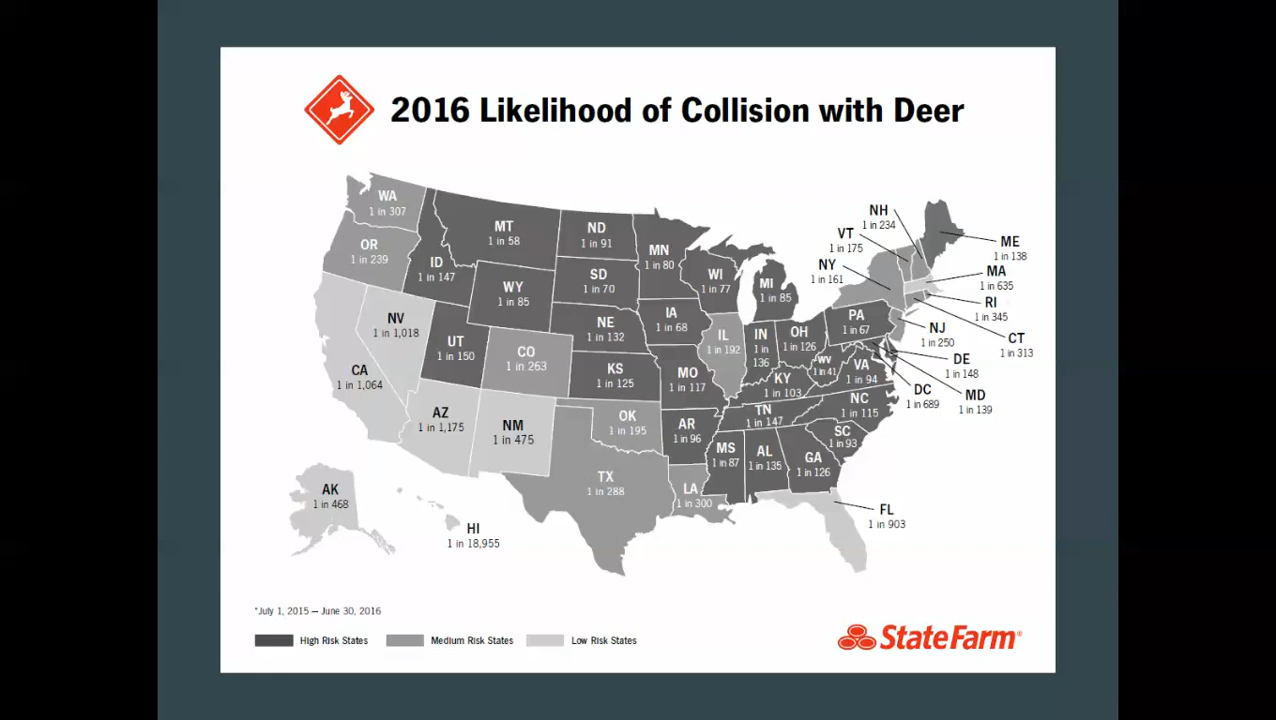 2016 Likelihood of Collision with Deer
WA
1 in 307
OR
1 in 239
CA
1 in 1,064
NV
1 in 1,018
ID
1 in 147
MT
1 in 58
WY
1 in 85
UT
1 in 150
CO
1 in 263
AZ
1 in 1,175
NM
1 in 475
ND
1 in 91
SD
1 in 70
NE
1 in 132
KS
1 in 125
OK
1 in 195
TX
1 in 288
MN
1 in 80
IA
1 in 68
MO
1 in 117
AR
1 in 96
LA
1 in 300
WI
1 in 77
IL
1 in 192
MI
1 in 85
IN
1 in
136
OH
1 in 126
KY
1 in 103
TN
1 in 147
MS
1 in 87
AL
1 in 135
GA
1 in 126
FL
1 in 903
SC
1 in 93
NC
1 in 115
VA
1 in 94
WV
1 in 41
PA
1 in 67
NY
1 in 161
VT
1 in 175
NH
1 in 234
ME
1 in 138
MA
1 in 635
RI
1 in 345
CT
1 in 313
NJ
1 in 250
DE
1 in 148
MD
1 in 139
DC
1 in 689
AK
1 in 468
HI
1 in 18,955
*July 1, 2015 — June 30, 2016
High Risk States
Medium Risk States
Low Risk States
StateFarm®